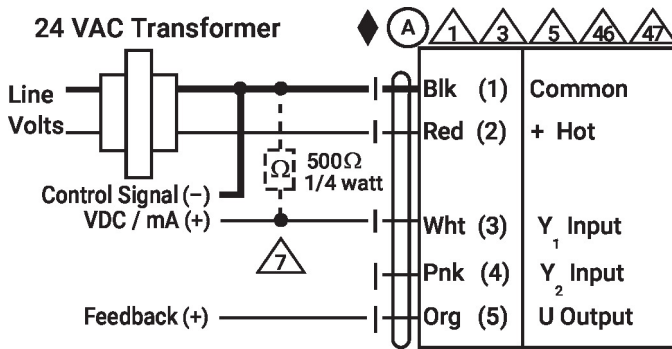 24 VAC Transformer
A 1 3 5 46 47
Line
Volts
Blk (1) Common
Red (2) + Hot
Ω 500Ω
1/4 watt
Control Signal (−)
VDC / mA (+)
Wht (3) Y1 Input
7
Pnk (4) Y2 Input
Feedback (+)
Org (5) U Output